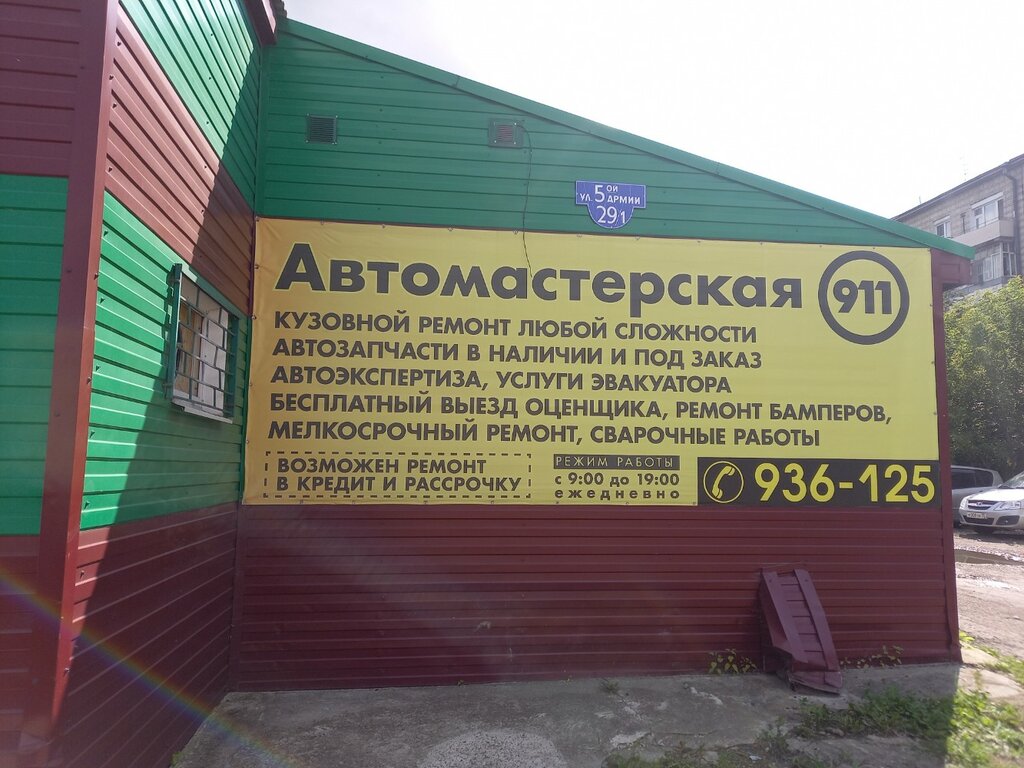 УЛ. 5 ОЙ АРМИИ
29/1
АВТОМАСТЕРСКАЯ 911
КУЗОВНОЙ РЕМОНТ ЛЮБОЙ СЛОЖНОСТИ
АВТОЗАПЧАСТИ В НАЛИЧИИ И ПОД ЗАКАЗ
АВТОЭКСПЕРТИЗА, УСЛУГИ ЭВАКУАТОРА
БЕСПЛАТНЫЙ ВЫЕЗД ОЦЕНЩИКА, РЕМОНТ БАМПЕРОВ,
МЕЛКОСРОЧНЫЙ РЕМОНТ, СВАРОЧНЫЕ РАБОТЫ
ВОЗМОЖЕН РЕМОНТ
В КРЕДИТ И РАССРОЧКУ
РЕЖИМ РАБОТЫ
с 9:00 до 19:00
ежедневно
936-125